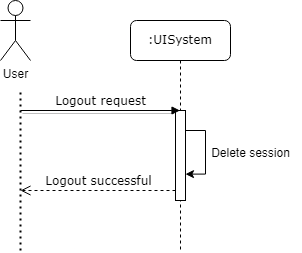 User
:UISystem
Logout request
Delete session
Logout successful